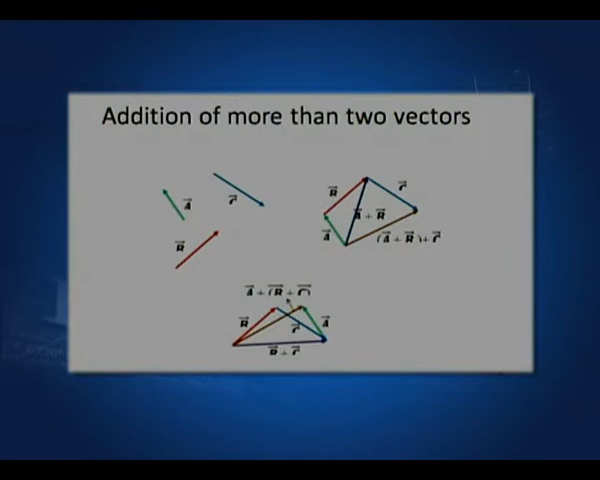 Addition of more than two vectors
A⃗
C⃗
B⃗
B⃗
C⃗
A⃗ + B⃗
A⃗
(A⃗ + B⃗) + C⃗
A⃗ + (B⃗ + C⃗)
B⃗
C⃗
A⃗
B⃗ + C⃗